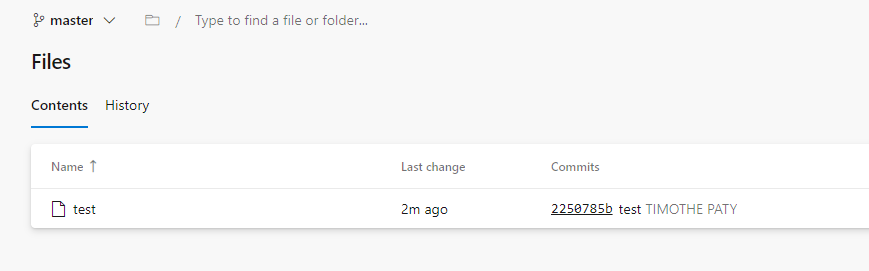 master / Type to find a file or folder...
Files
Contents History
Name ↑ Last change Commits
test 2m ago 2250785b test TIMOTHE PATY